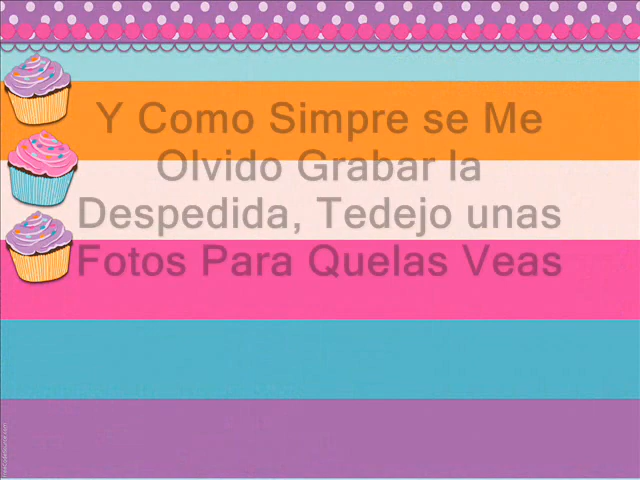 Y Como Simpre se Me
Olvido Grabar la
Despedida, Tedejo unas
Fotos Para Quelas Veas